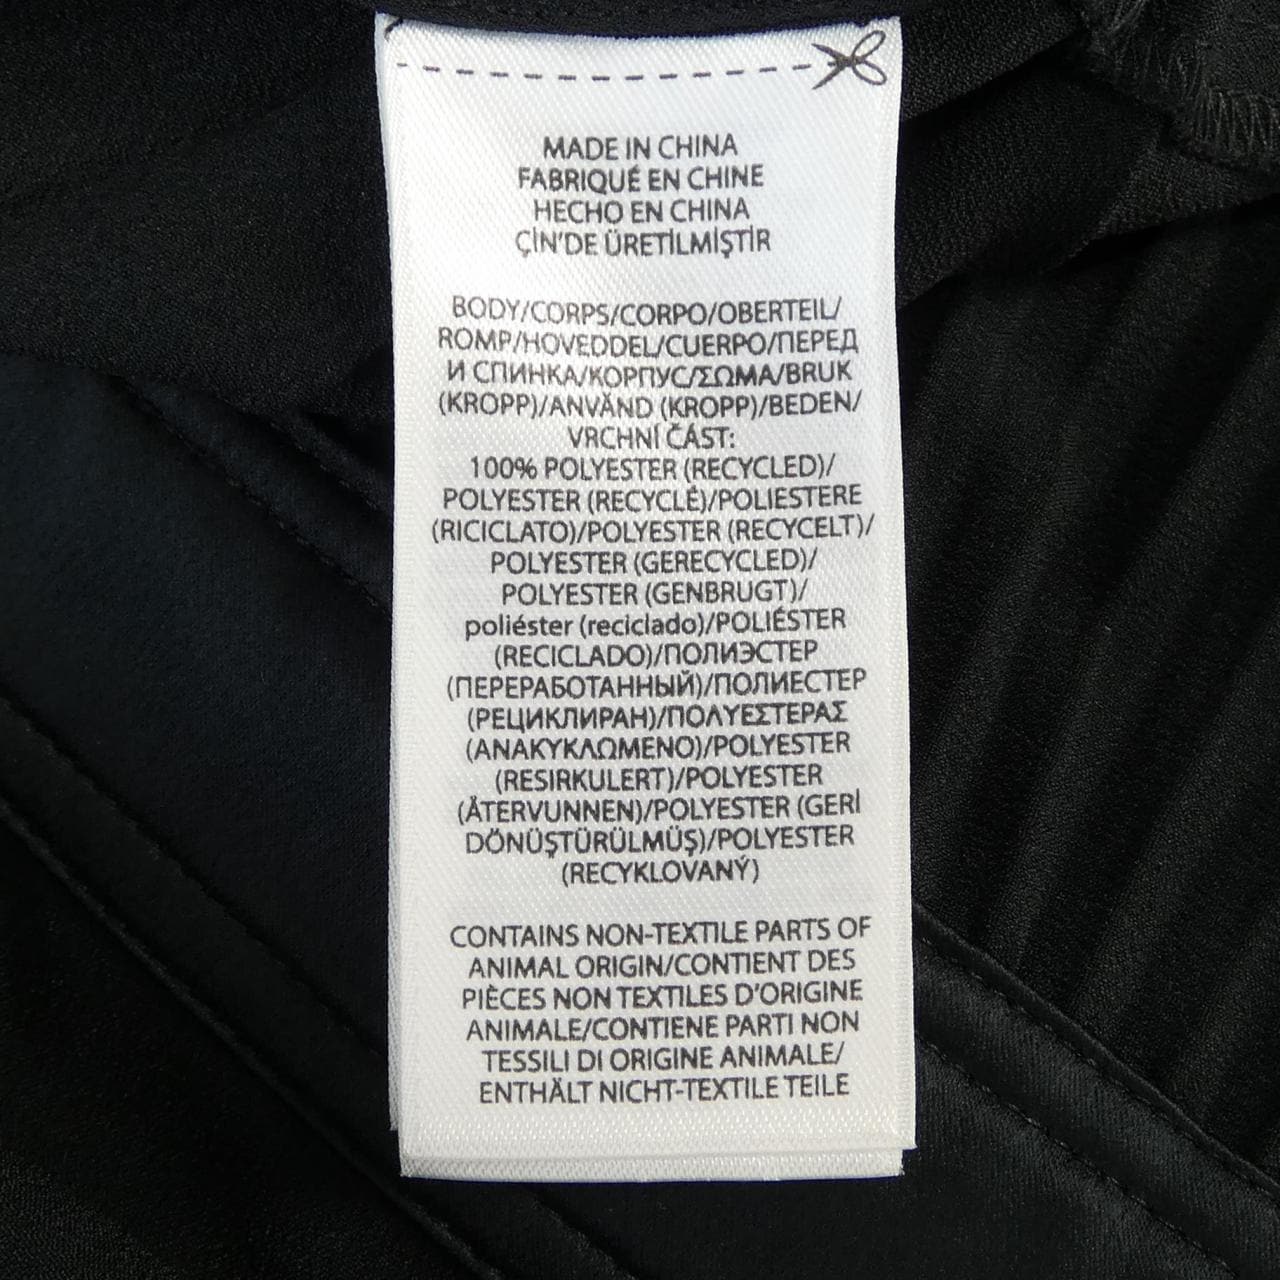 MADE IN CHINA
FABRIQUÉ EN CHINE
HECHO EN CHINA
ÇİN'DE ÜRETİLMİŞTİR
BODY/CORPS/CORPO/OBERTEIL/
ROMP/HOVEDDEL/CUERPO/ПЕРЕД
И СПИНКА/КОРПУС/ΣΩΜΑ/BRUK
(KROPP)/ANVÄND (KROPP)/BEDEN/
VRCHNÍ ČÁST:
100% POLYESTER (RECYCLED)/
POLYESTER (RECYCLÉ)/POLIESTERE
(RICICLATO)/POLYESTER (RECYCELT)/
POLYESTER (GERECYCLED)/
POLYESTER (GENBRUGT)/
poliéster (reciclado)/POLIÉSTER
(RECICLADO)/ПОЛИЭСТЕР
(ПЕРЕРАБОТАННЫЙ)/ПОЛИЕСТЕР
(РЕЦИКЛИРАН)/ΠΟΛΥΕΣΤΕΡΑΣ
(ΑΝΑΚΥΚΛΩΜΕΝΟ)/POLYESTER
(RESIRKULERT)/POLYESTER
(ÅTERVUNNEN)/POLYESTER (GERİ
DÖNÜŞTÜRÜLMÜŞ)/POLYESTER
(RECYKLOVANÝ)
CONTAINS NON-TEXTILE PARTS OF
ANIMAL ORIGIN/CONTIENT DES
PIÈCES NON TEXTILES D'ORIGINE
ANIMALE/CONTIENE PARTI NON
TESSILI DI ORIGINE ANIMALE/
ENTHÄLT NICHT-TEXTILE TEILE